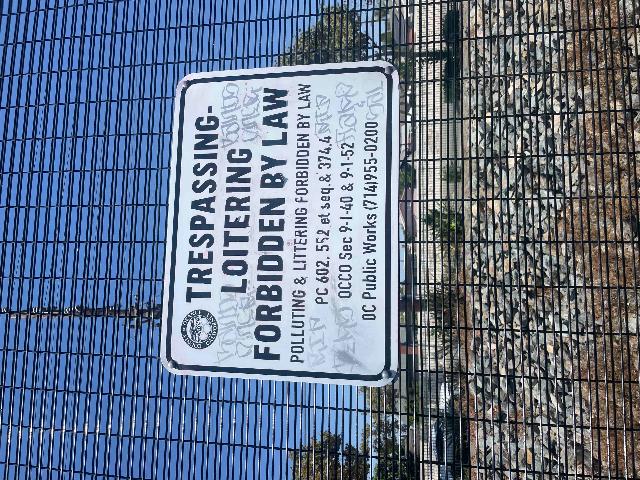 TRESPASSING-
LOITERING
FORBIDDEN BY LAW
POLLUTING & LITTERING FORBIDDEN BY LAW
PC 602, 552 et seq.& 374.4
OCCO Sec 9-1-40 & 9-1-52
OC Public Works (714)955-0200